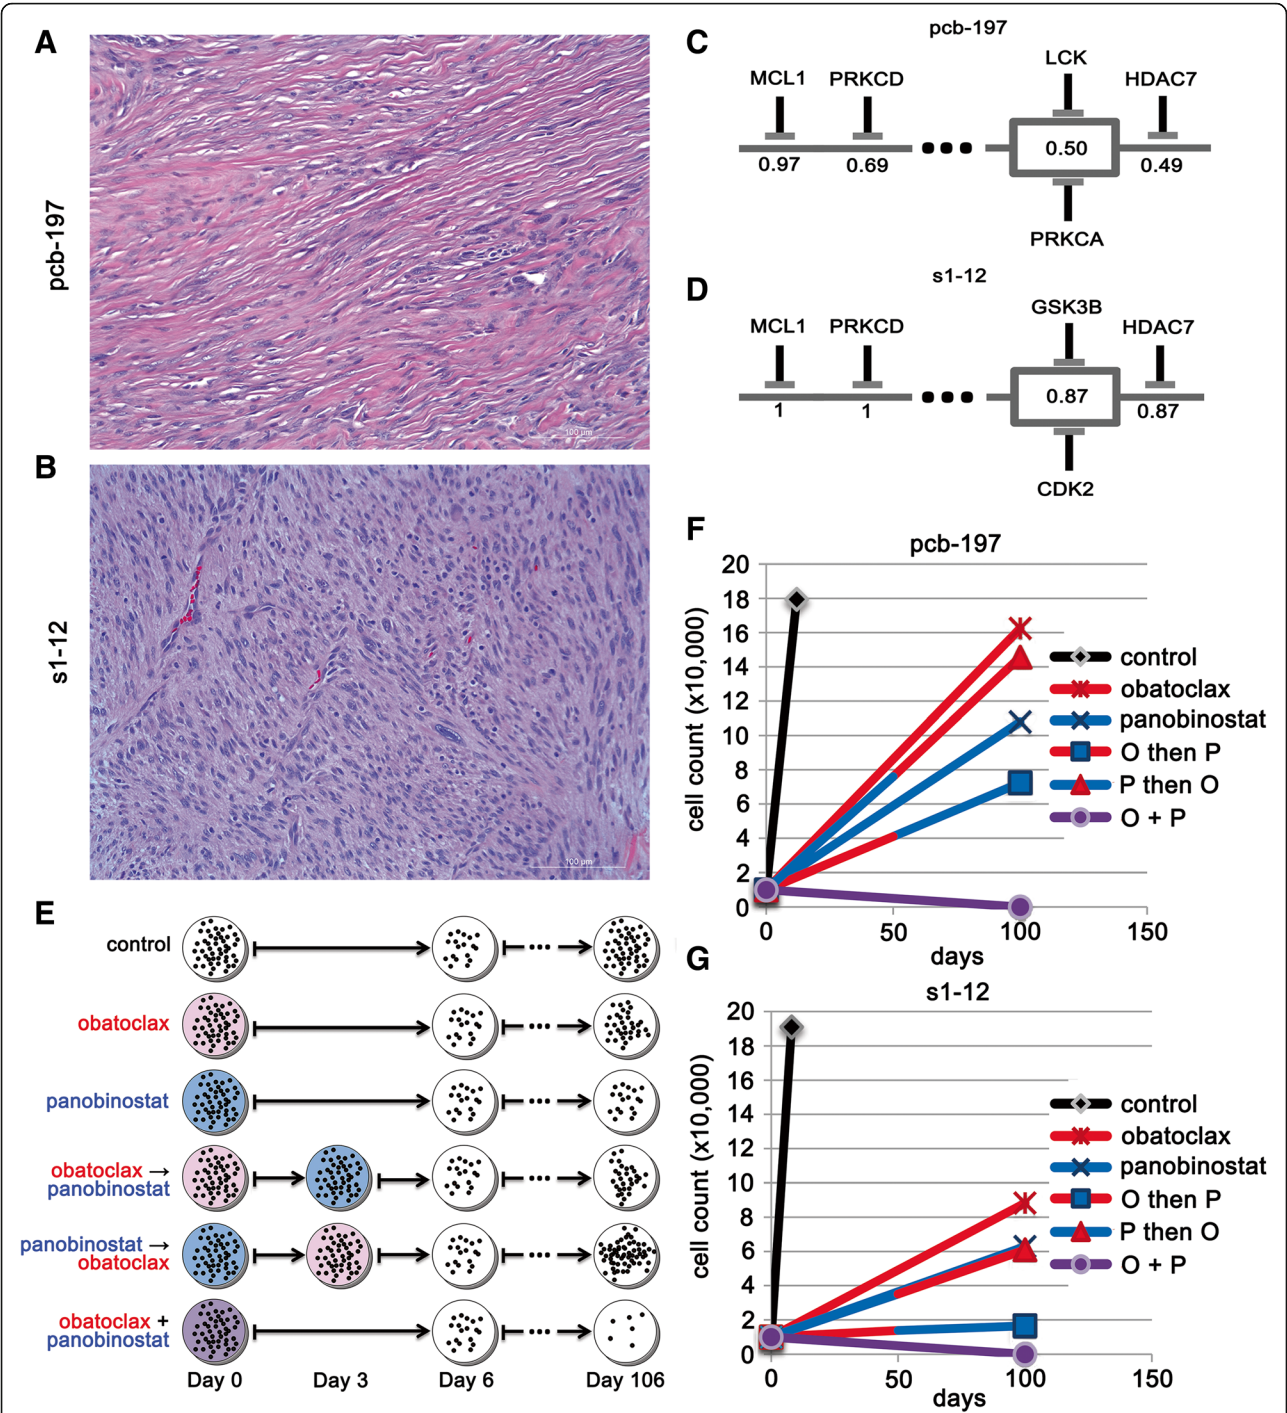 A
pcb-197
100 μm
B
s1-12
100 μm
C
pcb-197
LCK
MCL1 PRKCD HDAC7
0.50
0.97 0.69 0.49
PRKCA
D
s1-12
GSK3B
MCL1 PRKCD HDAC7
0.87
1 1 0.87
CDK2
E
control
obatoclax
panobinostat
obatoclax →
panobinostat
panobinostat →
obatoclax
obatoclax +
panobinostat
Day 0 Day 3 Day 6 Day 106
F
pcb-197
cell count (x10,000)
20
18
16
14
12
10
8
6
4
2
0
0 50 100 150
days
control
obatoclax
panobinostat
O then P
P then O
O + P
G
s1-12
cell count (x10,000)
20
18
16
14
12
10
8
6
4
2
0
0 50 100 150
days
control
obatoclax
panobinostat
O then P
P then O
O + P